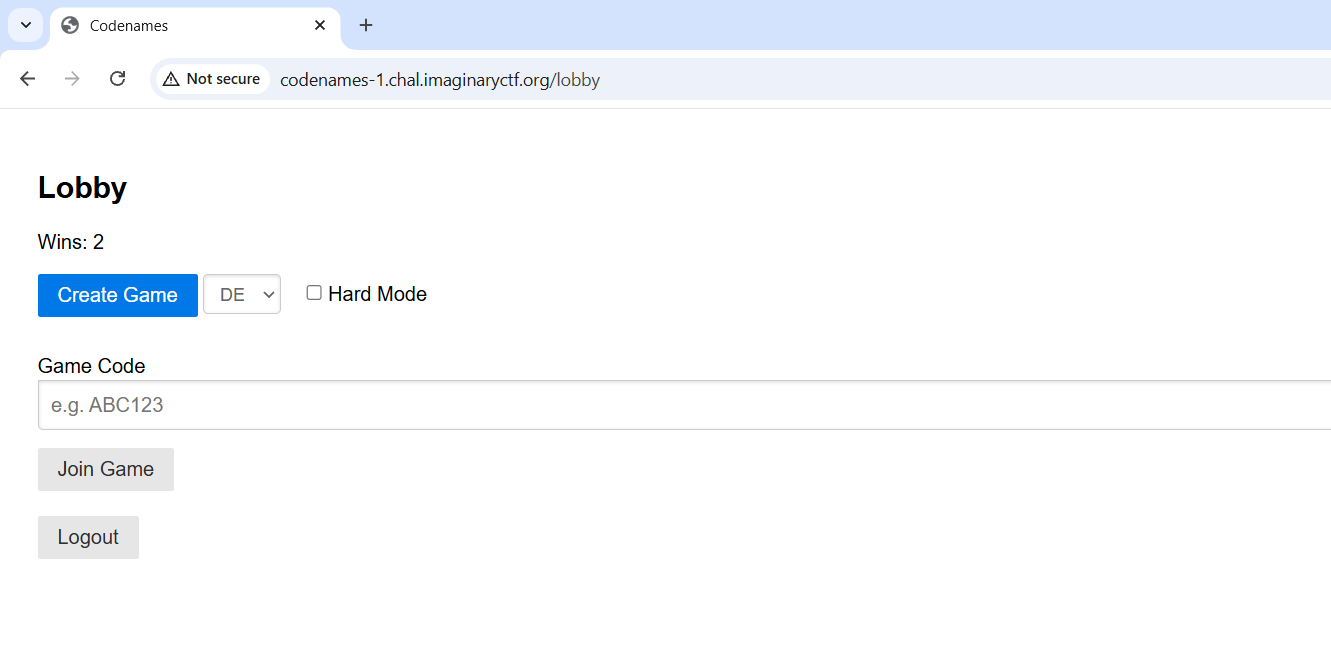 Codenames
Not secure codenames-1.chal.imaginaryctf.org/lobby
Lobby
Wins: 2
Create Game DE Hard Mode
Game Code
e.g. ABC123
Join Game
Logout